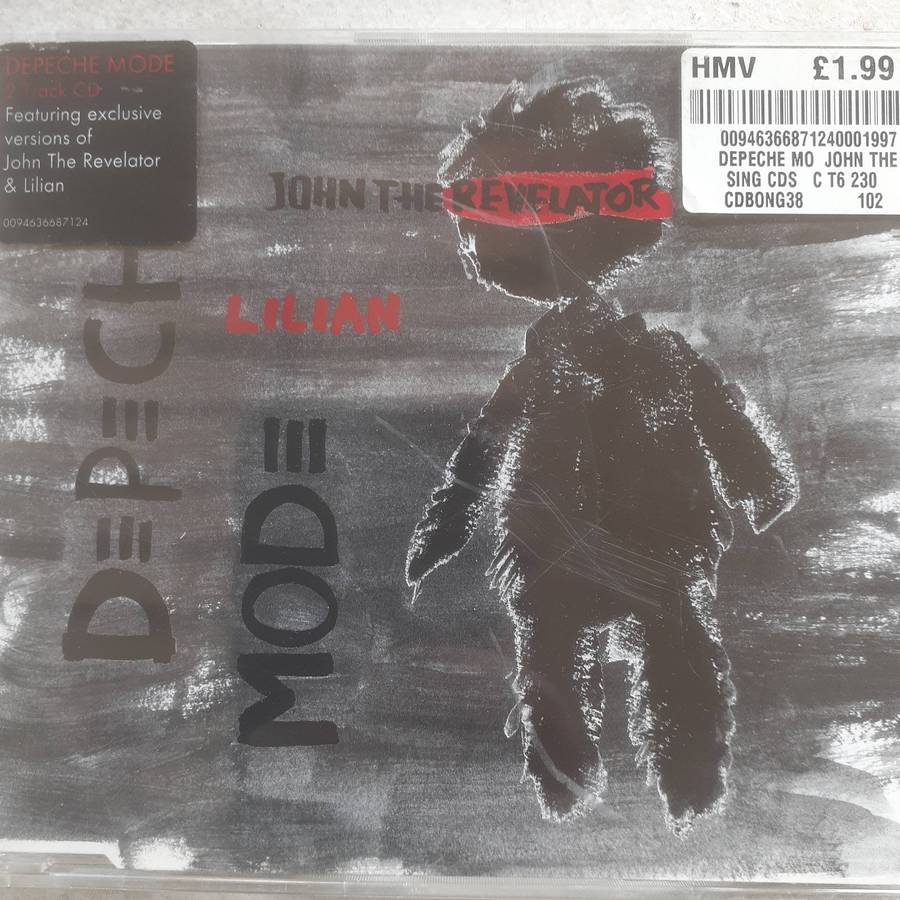 DEPECHE MODE
2 Track CD
Featuring exclusive
versions of
John The Revelator
& Lilian
0094636687124
HMV £1.99
00946366871240001997
DEPECHE MO JOHN THE
SING CDS C T6 230
CDBONG38 102
JOHN THE REVELATOR
LILIAN
DEPECH
MODE